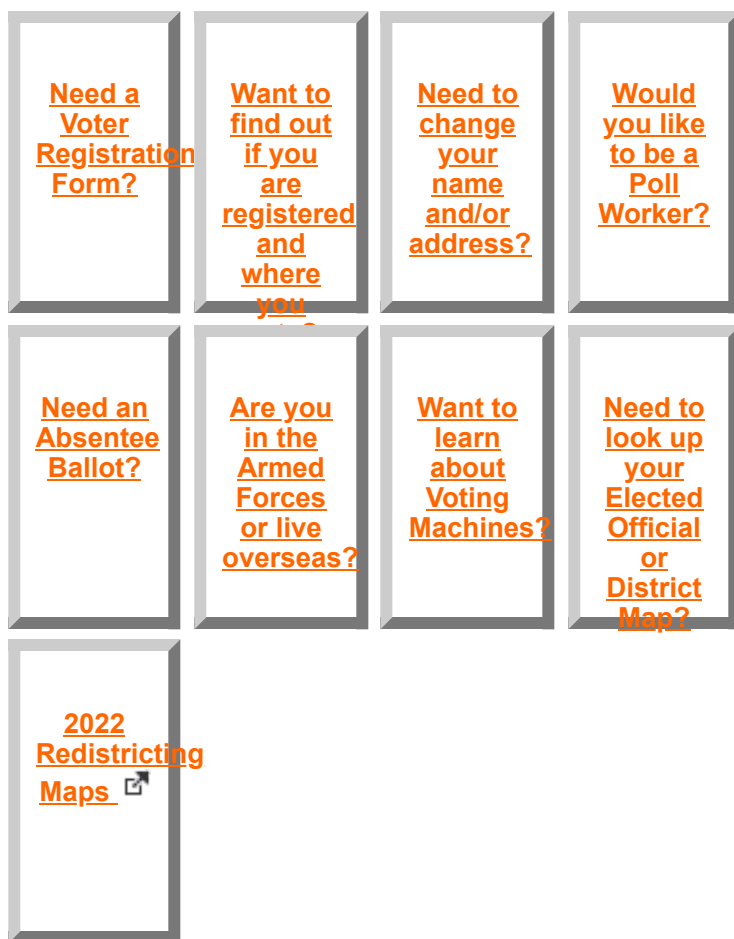 Need a
Voter
Registration
Form?
Want to
find out
if you
are
registered
and
where
you
Need to
change
your
name
and/or
address?
Would
you like
to be a
Poll
Worker?
Need an
Absentee
Ballot?
Are you
in the
Armed
Forces
or live
overseas?
Want to
learn
about
Voting
Machines?
Need to
look up
your
Elected
Official
or
District
Map?
2022
Redistricting
Maps